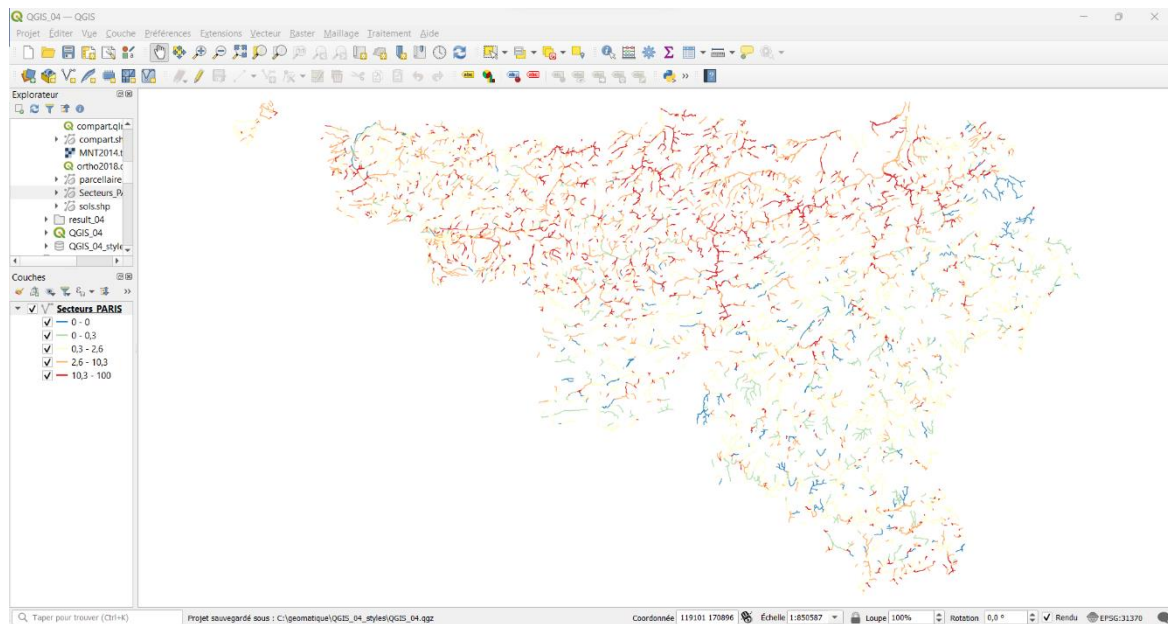 QGIS_04 — QGIS
Projet Éditer Vue Couche Préférences Extensions Vecteur Raster Maillage Traitement Aide
Explorateur
compart.sh
MNT2014.t
ortho2018.
parcellaire
Secteurs_P
sols.shp
result_04
QGIS_04
QGIS_04_style
Couches
Secteurs PARIS
0 - 0
0 - 0,3
0,3 - 2,6
2,6 - 10,3
10,3 - 100
Taper pour trouver (Ctrl+K) Projet sauvegardé sous : C:\geomatique\QGIS_04_styles\QGIS_04.qgz Coordonnée 119101 170896 Échelle 1:850587 Loupe 100% Rotation 0,0 ° Rendu EPSG:31370